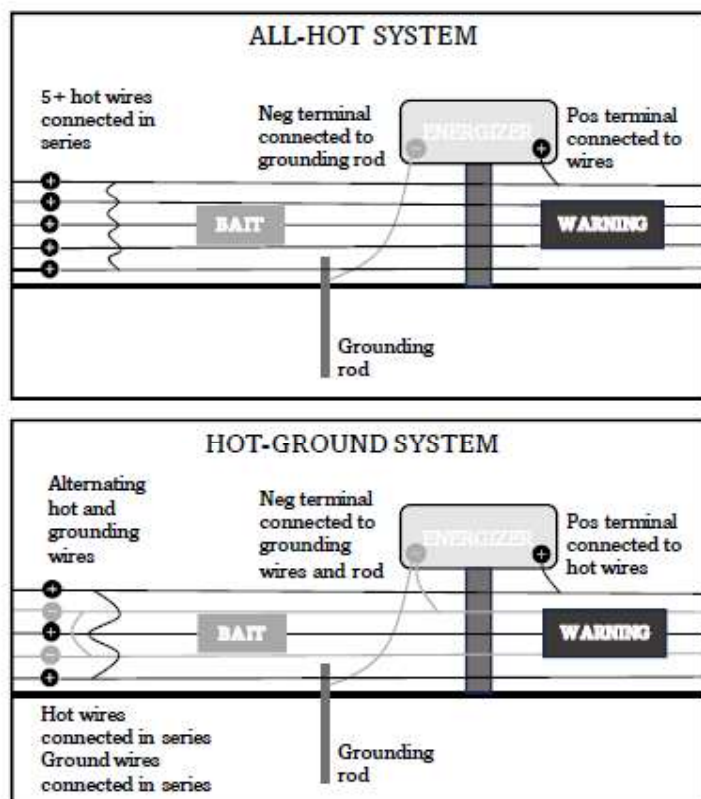 ALL-HOT SYSTEM
5+ hot wires
connected in
series
Neg terminal
connected to
grounding rod
ENERGIZER
Pos terminal
connected to
wires
BAIT
WARNING
Grounding
rod
HOT-GROUND SYSTEM
Alternating
hot and
grounding
wires
Neg terminal
connected to
grounding
wires and rod
ENERGIZER
Pos terminal
connected to
hot wires
BAIT
WARNING
Hot wires
connected in series
Ground wires
connected in series
Grounding
rod